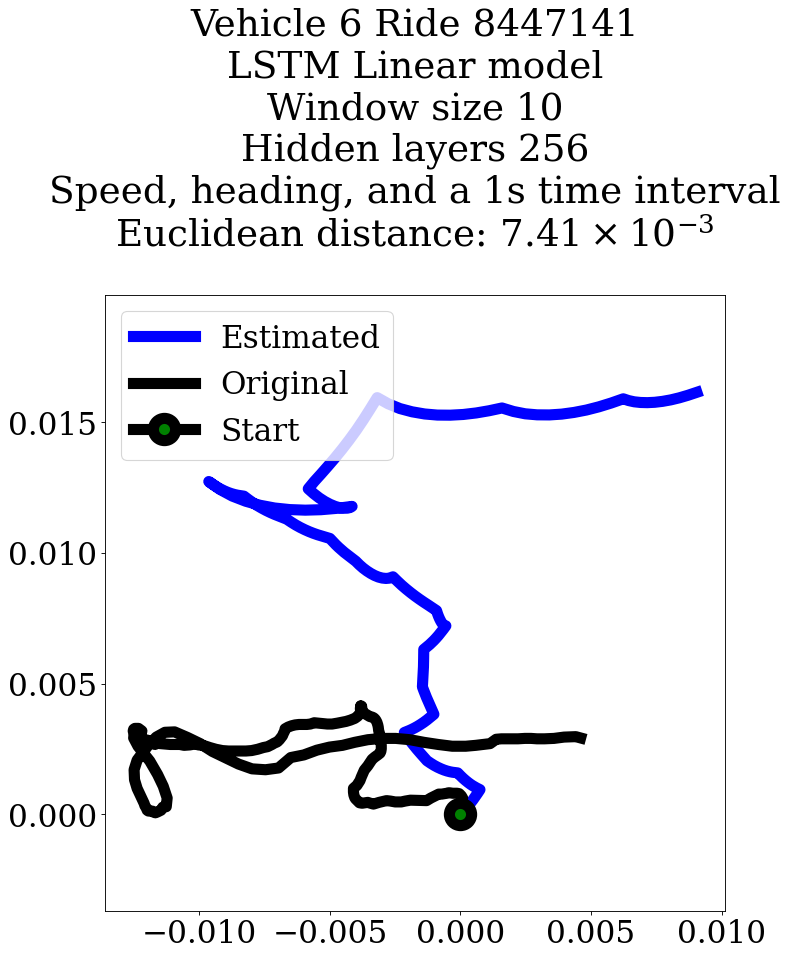 Vehicle 6 Ride 8447141
LSTM Linear model
Window size 10
Hidden layers 256
Speed, heading, and a 1s time interval
Euclidean distance: 7.41 × 10⁻³
Estimated
Original
Start
0.015
0.010
0.005
0.000
−0.010 −0.005 0.000 0.005 0.010